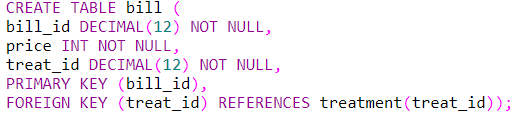 CREATE TABLE bill (
bill_id DECIMAL(12) NOT NULL,
price INT NOT NULL,
treat_id DECIMAL(12) NOT NULL,
PRIMARY KEY (bill_id),
FOREIGN KEY (treat_id) REFERENCES treatment(treat_id));